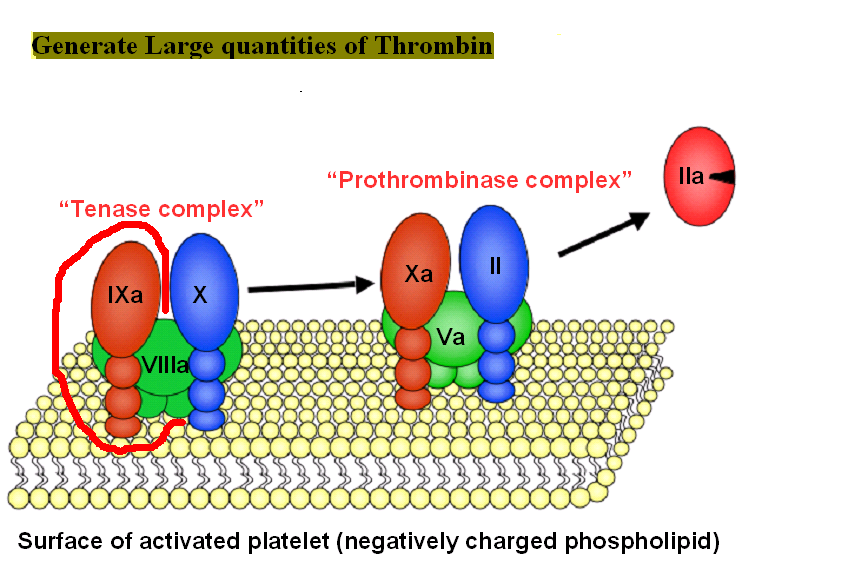 Generate Large quantities of Thrombin
“Prothrombinase complex”
IIa
“Tenase complex”
IXa
X
VIIIa
Xa
II
Va
Surface of activated platelet (negatively charged phospholipid)